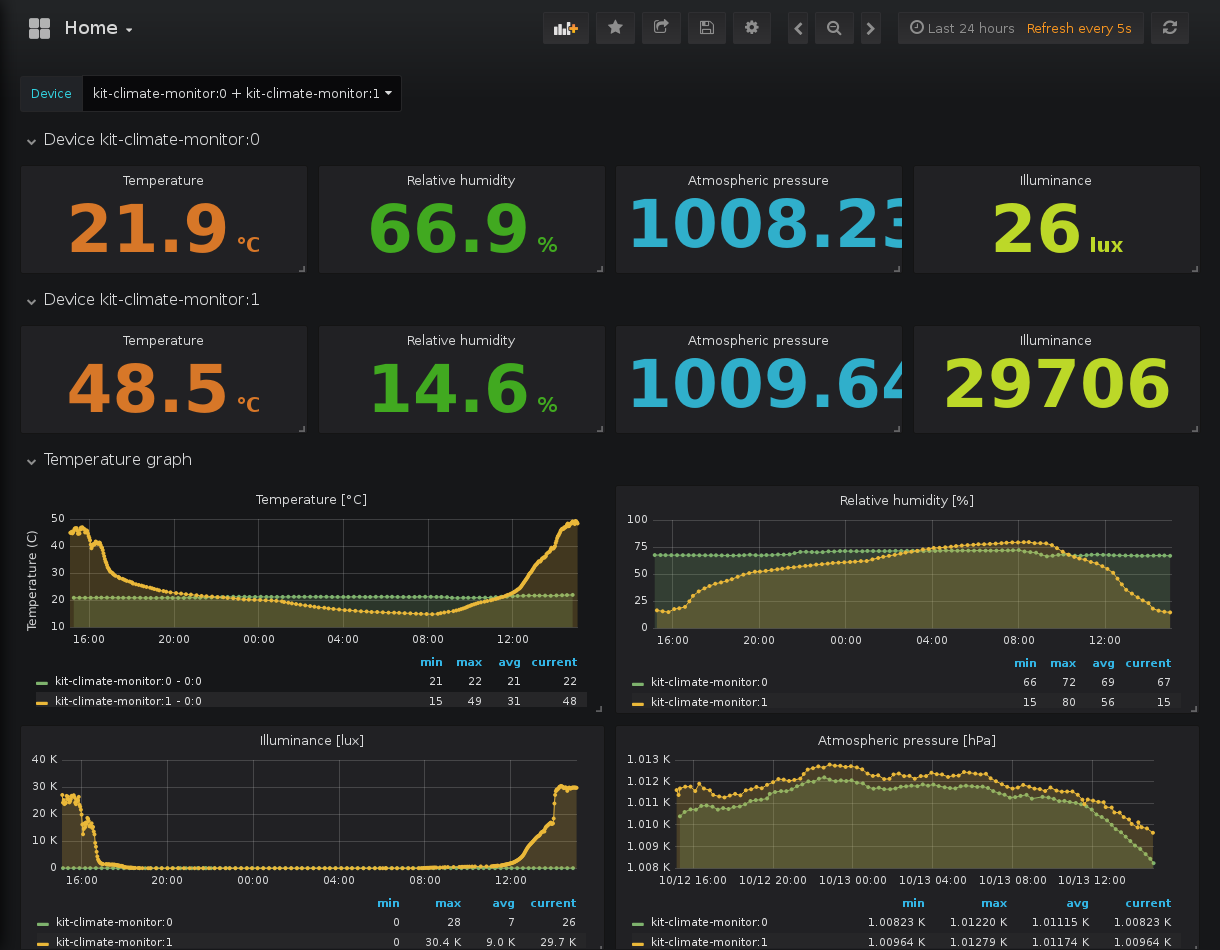 Home
Last 24 hours Refresh every 5s
Device kit-climate-monitor:0 + kit-climate-monitor:1
Device kit-climate-monitor:0
Temperature Relative humidity Atmospheric pressure Illuminance
21.9 °C 66.9 % 1008.23 26 lux
Device kit-climate-monitor:1
Temperature Relative humidity Atmospheric pressure Illuminance
48.5 °C 14.6 % 1009.64 29706
Temperature graph
Temperature [°C]
Temperature (C)
50
40
30
20
10
16:00 20:00 00:00 04:00 08:00 12:00
min max avg current
kit-climate-monitor:0 - 0:0 21 22 21 22
kit-climate-monitor:1 - 0:0 15 49 31 48
Relative humidity [%]
100
75
50
25
0
16:00 20:00 00:00 04:00 08:00 12:00
min max avg current
kit-climate-monitor:0 66 72 69 67
kit-climate-monitor:1 15 80 56 15
Illuminance [lux]
40 K
30 K
20 K
10 K
0
16:00 20:00 00:00 04:00 08:00 12:00
min max avg current
kit-climate-monitor:0 0 28 7 26
kit-climate-monitor:1 0 30.4 K 9.0 K 29.7 K
Atmospheric pressure [hPa]
1.013 K
1.012 K
1.011 K
1.010 K
1.009 K
1.008 K
10/12 16:00 10/12 20:00 10/13 00:00 10/13 04:00 10/13 08:00 10/13 12:00
min max avg current
kit-climate-monitor:0 1.00823 K 1.01220 K 1.01115 K 1.00823 K
kit-climate-monitor:1 1.00964 K 1.01279 K 1.01174 K 1.00964 K